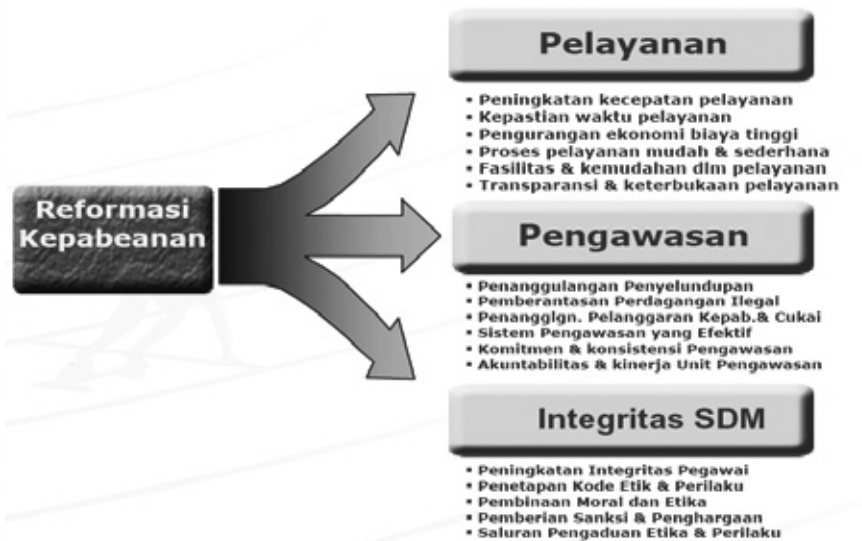 Pelayanan
• Peningkatan kecepatan pelayanan
• Kepastian waktu pelayanan
• Pengurangan ekonomi biaya tinggi
• Proses pelayanan mudah & sederhana
• Fasilitas & kemudahan dlm pelayanan
• Transparansi & keterbukaan pelayanan
Reformasi
Kepabeanan
Pengawasan
• Penanggulangan Penyelundupan
• Pemberantasan Perdagangan Ilegal
• Penangglgn. Pelanggaran Kepab.& Cukai
• Sistem Pengawasan yang Efektif
• Komitmen & konsistensi Pengawasan
• Akuntabilitas & kinerja Unit Pengawasan
Integritas SDM
• Peningkatan Integritas Pegawai
• Penetapan Kode Etik & Perilaku
• Pembinaan Moral dan Etika
• Pemberian Sanksi & Penghargaan
• Saluran Pengaduan Etika & Perilaku